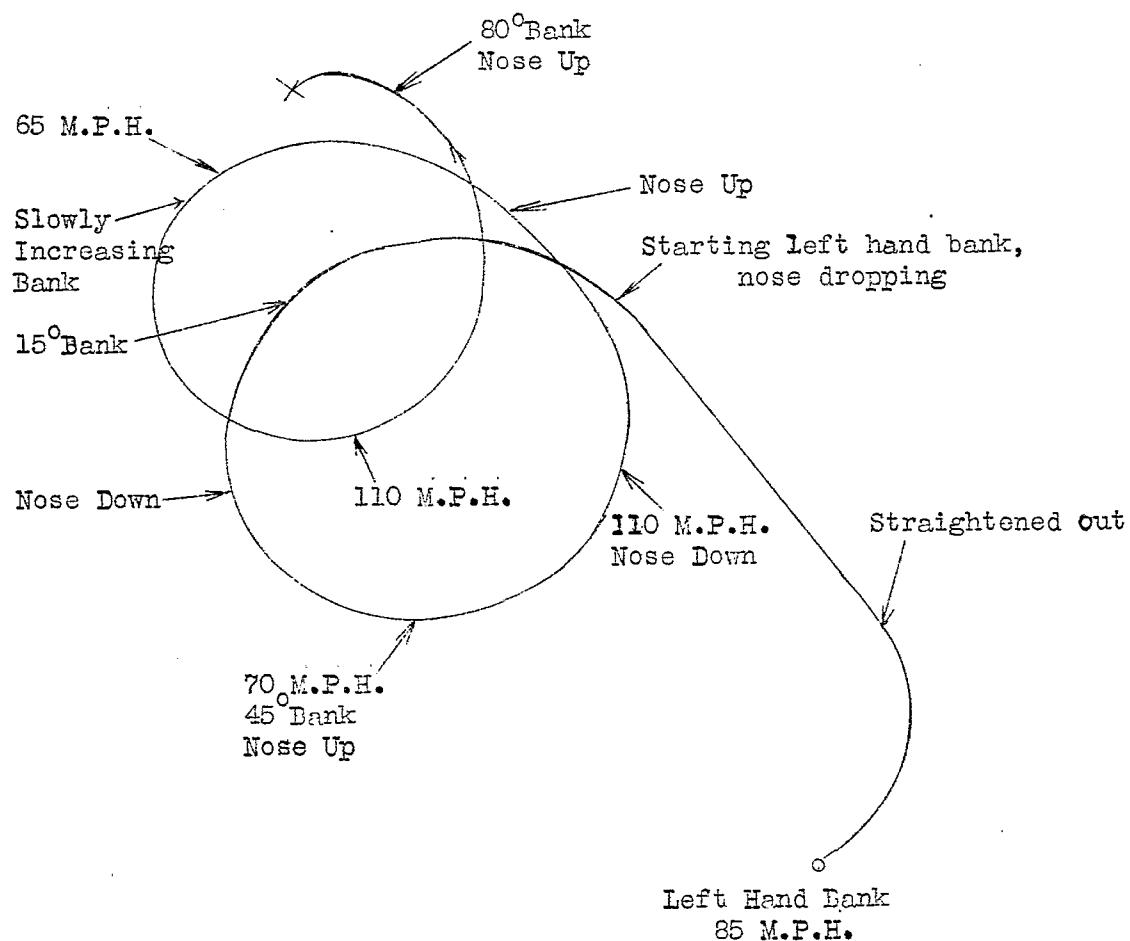 80° Bank
Nose Up
65 M.P.H.
Nose Up
Slowly
Increasing
Bank
Starting left hand bank,
nose dropping
15° Bank
Nose Down
110 M.P.H.
110 M.P.H.
Nose Down
Straightened out
70 M.P.H.
45° Bank
Nose Up
Left Hand Bank
85 M.P.H.